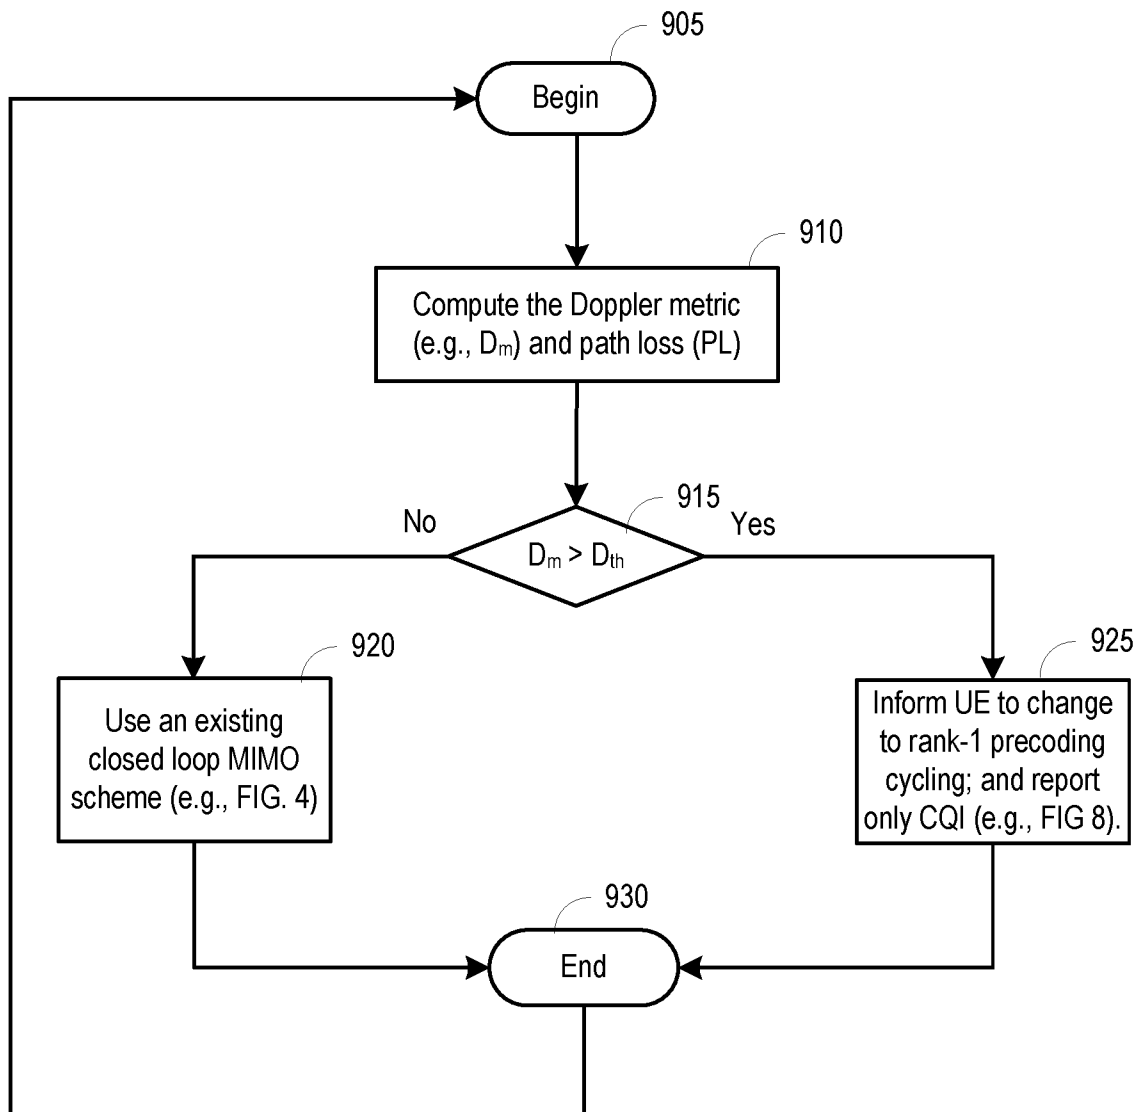 905
Begin
910
Compute the Doppler metric
(e.g., Dₘ) and path loss (PL)
915
No
Yes
Dₘ > Dₜₕ
920
925
Use an existing
closed loop MIMO
scheme (e.g., FIG. 4)
Inform UE to change
to rank-1 precoding
cycling; and report
only CQI (e.g., FIG 8).
930
End